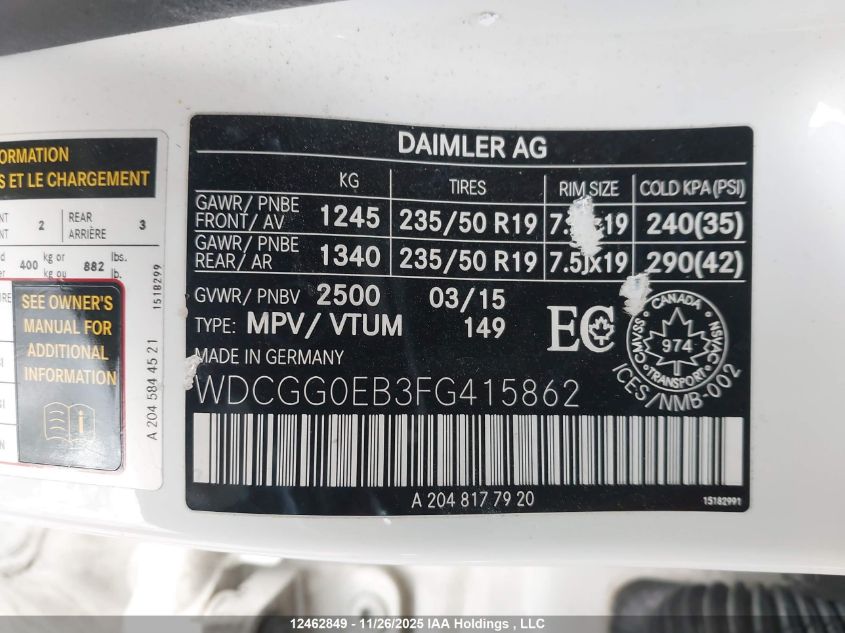 ORMATION
S ET LE CHARGEMENT
2 REAR ARRIÈRE 3
400 kg or kg ou 882 lbs. lb.
SEE OWNER'S
MANUAL FOR
ADDITIONAL
INFORMATION
A 204 584 45 21
1518299
DAIMLER AG
KG TIRES RIM SIZE COLD KPA (PSI)
GAWR/ PNBE
FRONT/ AV 1245 235/50 R19 240(35)
GAWR/ PNBE
REAR/ AR 1340 235/50 R19 7.5Jx19 290(42)
GVWR/ PNBV 2500 03/15
TYPE: MPV/ VTUM 149
EC
CANADA
CMVSS 974 NSVAC
TRANSPORT
ICES/NMB-002
MADE IN GERMANY
WDCGG0EB3FG415862
A 204 817 79 20
15182991
12462849 - 11/26/2025 IAA Holdings , LLC